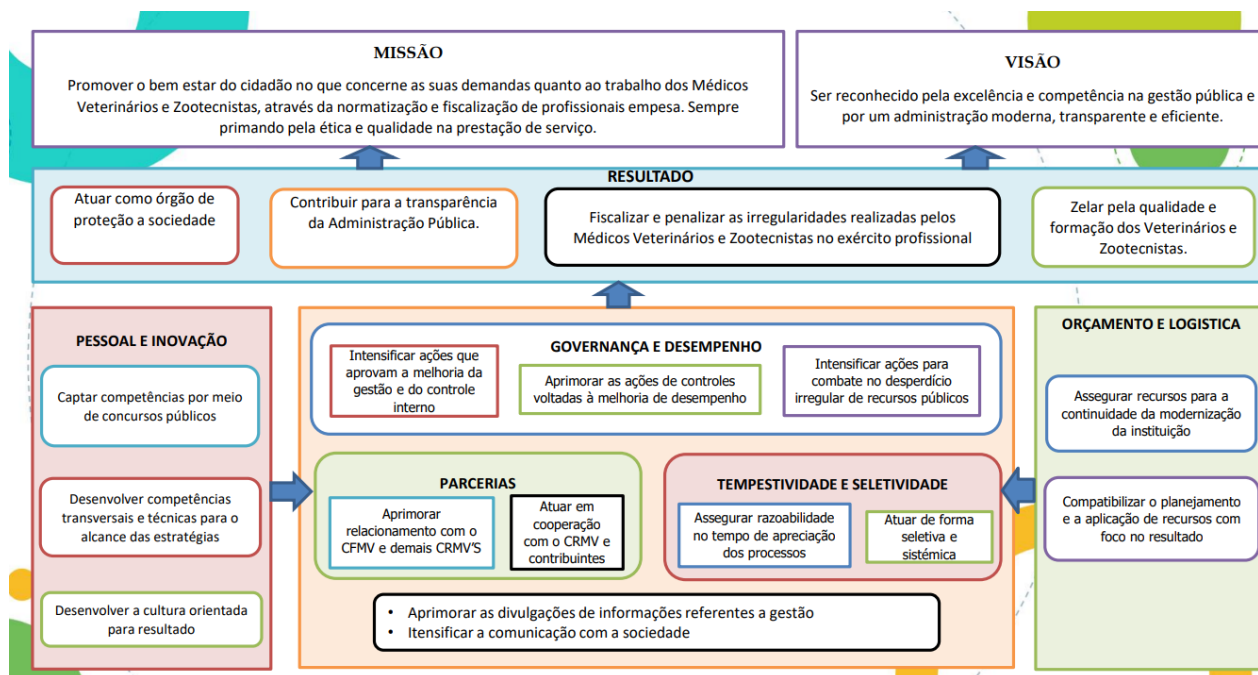 MISSÃO
Promover o bem estar do cidadão no que concerne as suas demandas quanto ao trabalho dos Médicos
Veterinários e Zootecnistas, através da normatização e fiscalização de profissionais empesa. Sempre
primando pela ética e qualidade na prestação de serviço.
VISÃO
Ser reconhecido pela excelência e competência na gestão pública e
por um administração moderna, transparente e eficiente.
RESULTADO
Atuar como órgão de
proteção a sociedade
Contribuir para a transparência
da Administração Pública.
Fiscalizar e penalizar as irregularidades realizadas pelos
Médicos Veterinários e Zootecnistas no exército profissional
Zelar pela qualidade e
formação dos Veterinários e
Zootecnistas.
PESSOAL E INOVAÇÃO
Captar competências por meio
de concursos públicos
Desenvolver competências
transversais e técnicas para o
alcance das estratégias
Desenvolver a cultura orientada
para resultado
GOVERNANÇA E DESEMPENHO
Intensificar ações que
aprovam a melhoria da
gestão e do controle
interno
Aprimorar as ações de controles
voltadas à melhoria de desempenho
Intensificar ações para
combate no desperdício
irregular de recursos públicos
PARCERIAS
Aprimorar
relacionamento com o
CFMV e demais CRMV'S
Atuar em
cooperação
com o CRMV e
contribuintes
TEMPESTIVIDADE E SELETIVIDADE
Assegurar razoabilidade
no tempo de apreciação
dos processos
Atuar de forma
seletiva e
sistémica
• Aprimorar as divulgações de informações referentes a gestão
• Itensificar a comunicação com a sociedade
ORÇAMENTO E LOGISTICA
Assegurar recursos para a
continuidade da modernização
da instituição
Compatibilizar o planejamento
e a aplicação de recursos com
foco no resultado